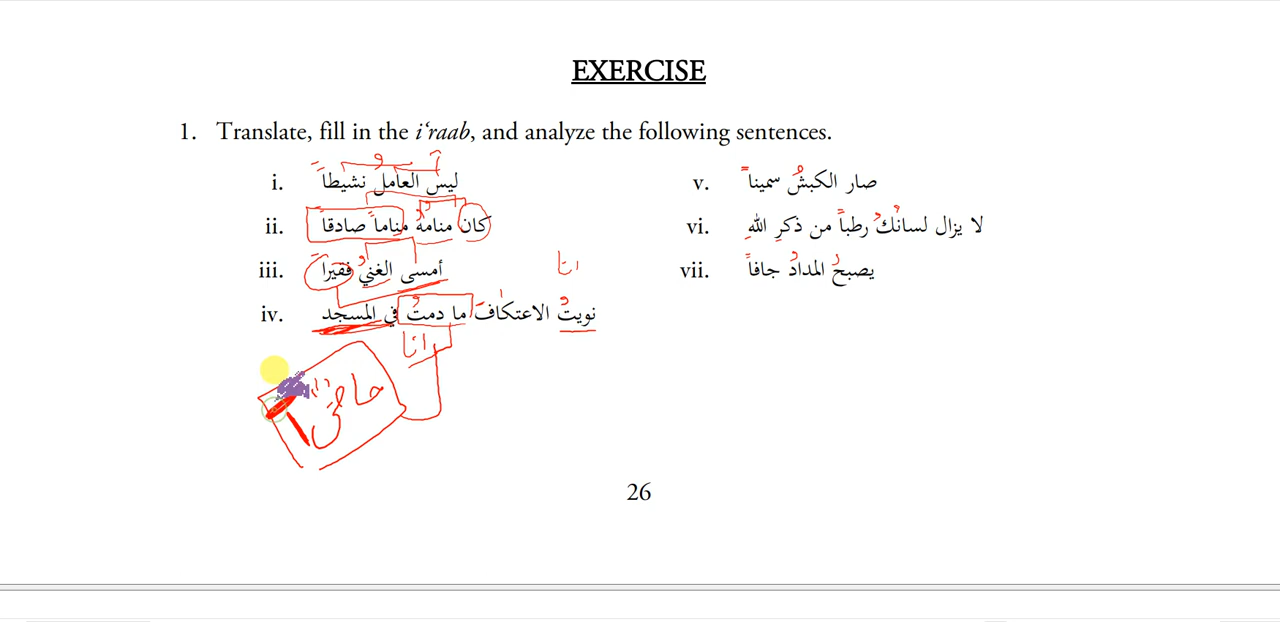 EXERCISE
1. Translate, fill in the i‘raab, and analyze the following sentences.
i. ليسَ العاملُ نشيطاً
ii. كان منامهُ مناماً صادقاً
iii. أمسى الغنيُ فقيراً
iv. نويتُ الاعتكافَ ما دمتُ في المسجد
انا
انا
v. صار الكبشُ سميناً
vi. لا يزال لسانُكَ رطباً من ذكرِ اللهِ
vii. يصبحُ المدادُ جافاً
26